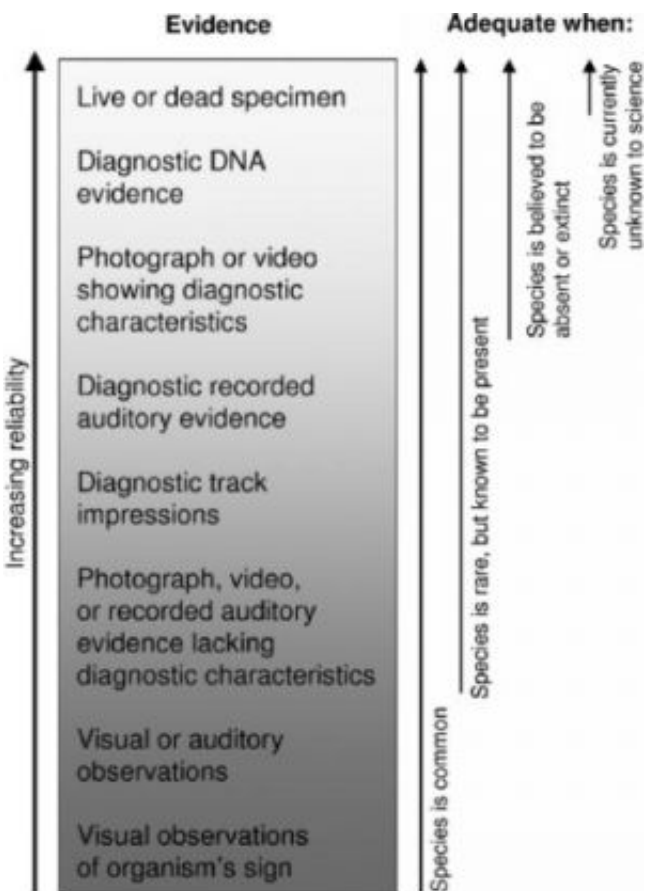 Evidence
Adequate when:
Increasing reliability
Live or dead specimen
Diagnostic DNA
evidence
Photograph or video
showing diagnostic
characteristics
Diagnostic recorded
auditory evidence
Diagnostic track
impressions
Photograph, video,
or recorded auditory
evidence lacking
diagnostic characteristics
Visual or auditory
observations
Visual observations
of organism's sign
Species is common
Species is rare, but known to be present
Species is believed to be
absent or extinct
Species is currently
unknown to science